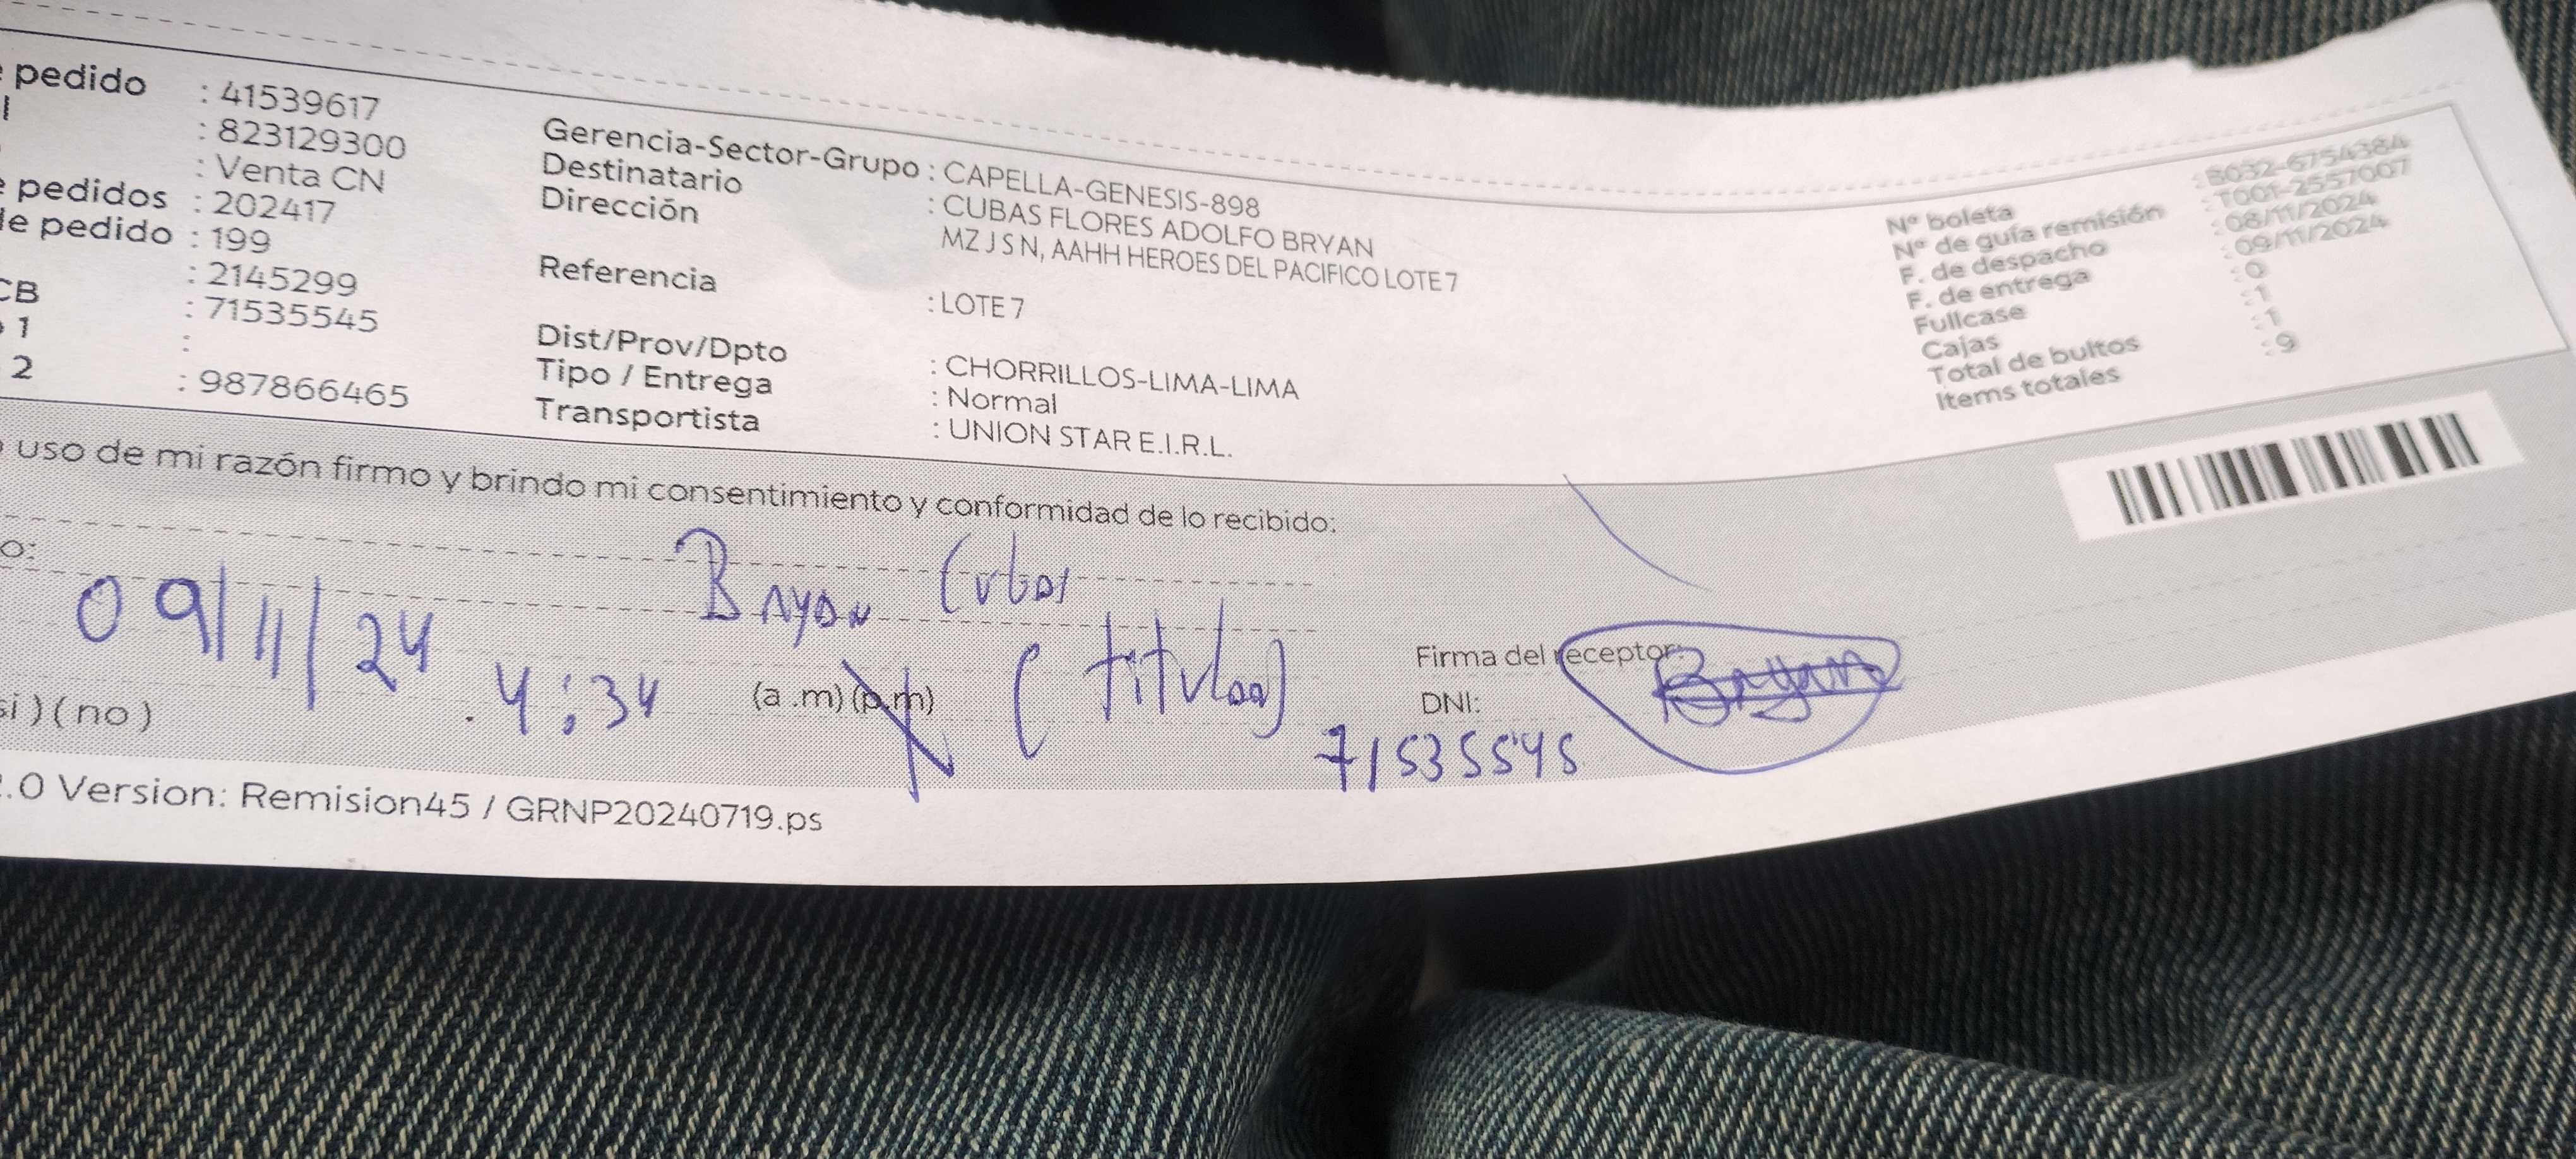 pedido : 41539617
: 823129300
: Venta CN
pedidos : 202417
de pedido : 199
: 2145299
CB : 71535545
1 :
2 : 987866465
Gerencia-Sector-Grupo : CAPELLA-GENESIS-898
Destinatario : CUBAS FLORES ADOLFO BRYAN
Dirección MZ J S N, AAHH HEROES DEL PACIFICO LOTE 7
Referencia : LOTE 7
Dist/Prov/Dpto : CHORRILLOS-LIMA-LIMA
Tipo / Entrega : Normal
Transportista : UNION STAR E.I.R.L.
N° boleta : B032-6754384
N° de guía remisión : T001-2557007
F. de despacho : 08/11/2024
F. de entrega : 09/11/2024
Fullcase : 0
Cajas : 1
Total de bultos : 1
Items totales : 9
uso de mi razón firmo y brindo mi consentimiento y conformidad de lo recibido:
o: Bryan Cubas
09/11/24 4:34 (a.m) (p.m) (titular)
si ) ( no )
Firma del receptor: Bryan
DNI: 71535545
.0 Version: Remision45 / GRNP20240719.ps